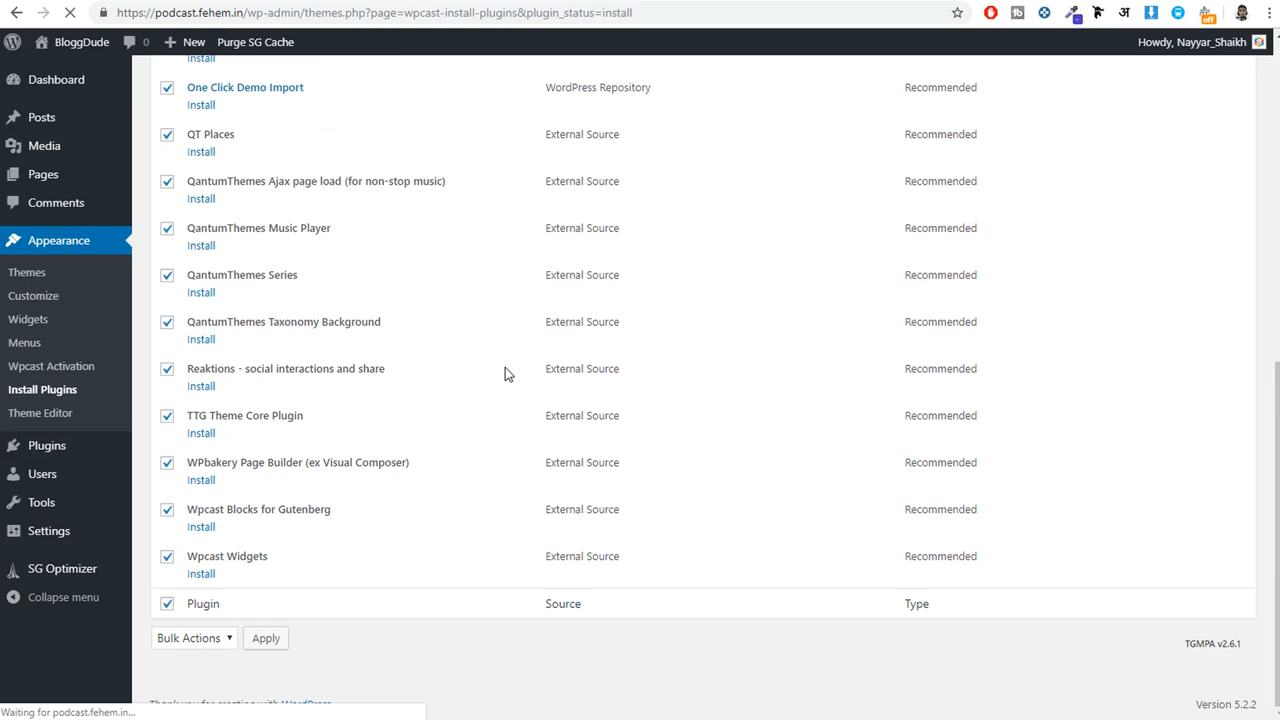 https://podcast.fehem.in/wp-admin/themes.php?page=wpcast-install-plugins&plugin_status=install
off
BloggDude
0
New
Purge SG Cache
Howdy, Nayyar_Shaikh
Dashboard
Posts
Media
Pages
Comments
Appearance
Themes
Customize
Widgets
Menus
Wpcast Activation
Install Plugins
Theme Editor
Plugins
Users
Tools
Settings
SG Optimizer
Collapse menu
Install
One Click Demo Import WordPress Repository Recommended
Install
QT Places External Source Recommended
Install
QantumThemes Ajax page load (for non-stop music) External Source Recommended
Install
QantumThemes Music Player External Source Recommended
Install
QantumThemes Series External Source Recommended
Install
QantumThemes Taxonomy Background External Source Recommended
Install
Reaktions - social interactions and share External Source Recommended
Install
TTG Theme Core Plugin External Source Recommended
Install
WPbakery Page Builder (ex Visual Composer) External Source Recommended
Install
Wpcast Blocks for Gutenberg External Source Recommended
Install
Wpcast Widgets External Source Recommended
Install
Plugin Source Type
Bulk Actions Apply
TGMPA v2.6.1
Thank you for creating with WordPress
Version 5.2.2
Waiting for podcast.fehem.in...